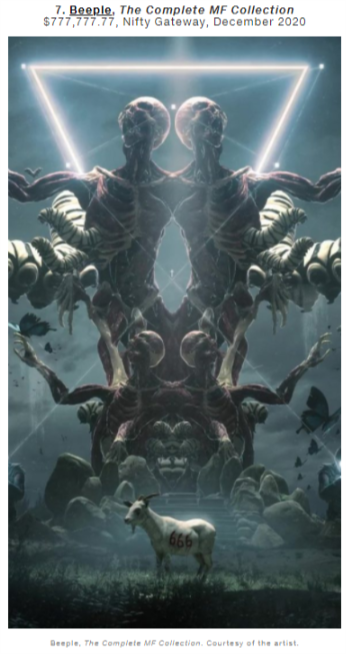 7. Beeple, The Complete MF Collection
$777,777.77, Nifty Gateway, December 2020
666
Beeple, The Complete MF Collection. Courtesy of the artist.